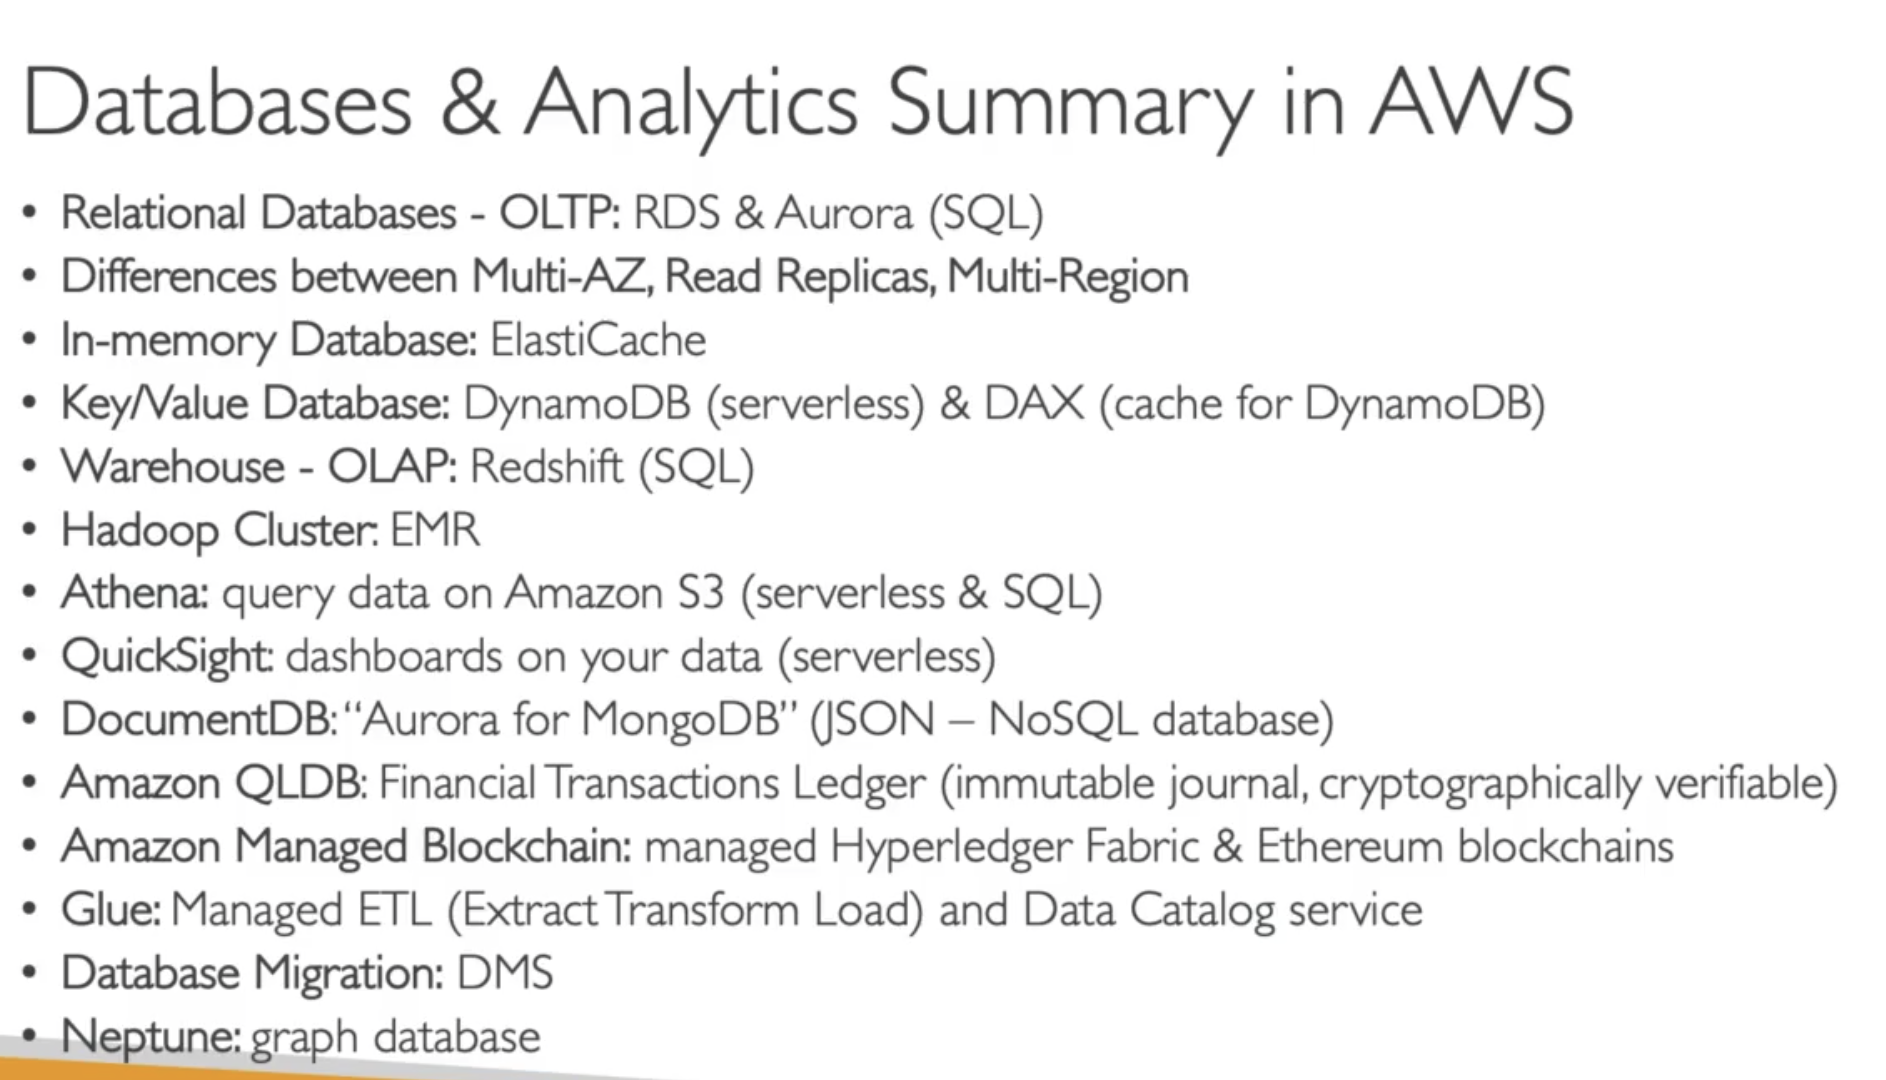 Databases & Analytics Summary in AWS
• Relational Databases - OLTP: RDS & Aurora (SQL)
• Differences between Multi-AZ, Read Replicas, Multi-Region
• In-memory Database: ElastiCache
• Key/Value Database: DynamoDB (serverless) & DAX (cache for DynamoDB)
• Warehouse - OLAP: Redshift (SQL)
• Hadoop Cluster: EMR
• Athena: query data on Amazon S3 (serverless & SQL)
• QuickSight: dashboards on your data (serverless)
• DocumentDB: “Aurora for MongoDB” (JSON – NoSQL database)
• Amazon QLDB: Financial Transactions Ledger (immutable journal, cryptographically verifiable)
• Amazon Managed Blockchain: managed Hyperledger Fabric & Ethereum blockchains
• Glue: Managed ETL (Extract Transform Load) and Data Catalog service
• Database Migration: DMS
• Neptune: graph database